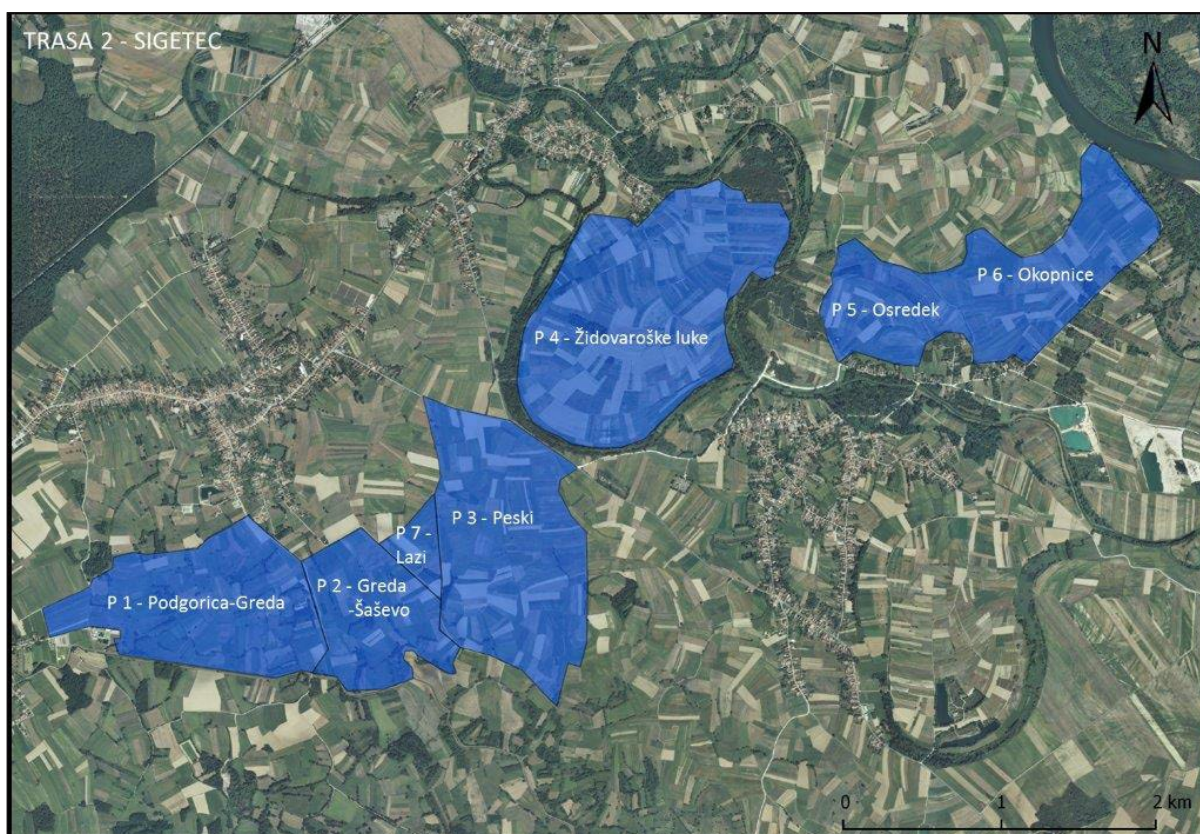 TRASA 2 - SIGETEC
N
P 6 - Okopnice
P 5 - Osredek
P 4 - Židovaroške luke
P 3 - Peski
P 7 -
Lazi
P 2 - Greda
-Šaševo
P 1 - Podgorica-Greda
0 1 2 km